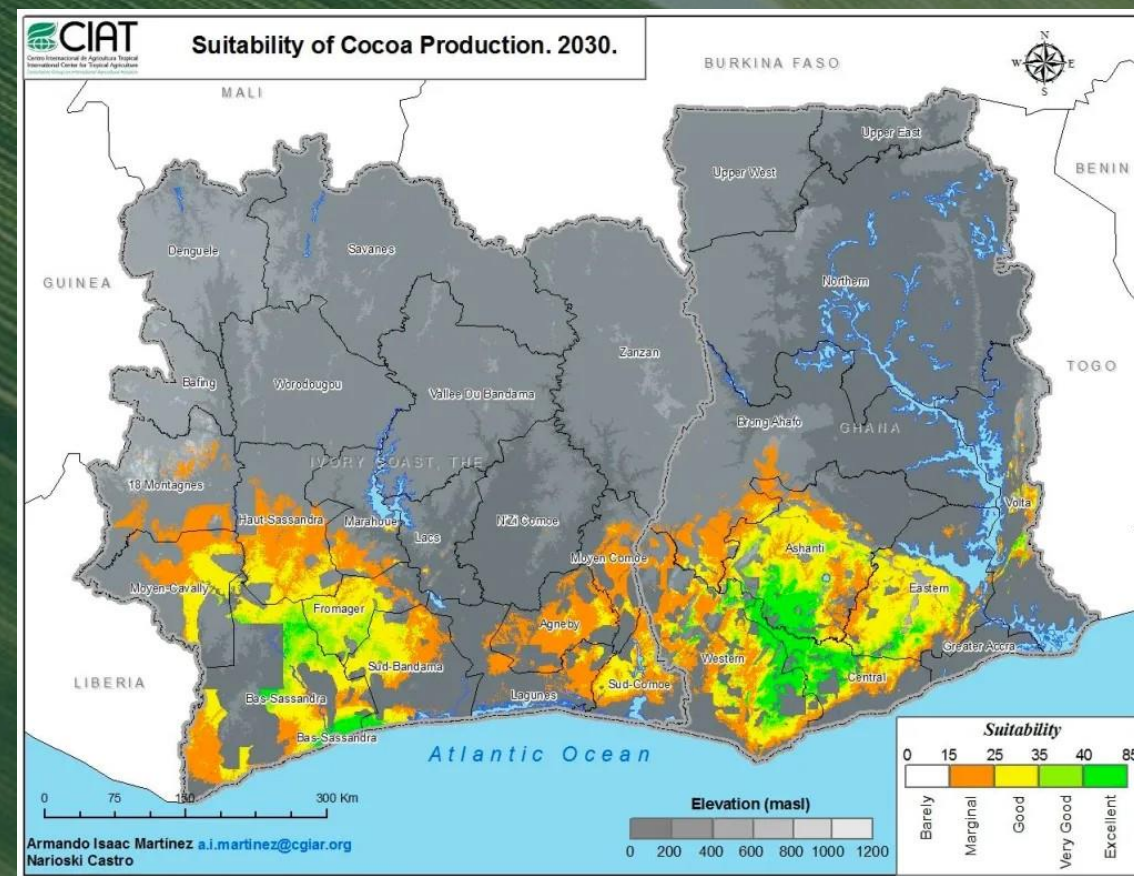 CIAT
Centro Internacional de Agricultura Tropical
International Center for Tropical Agriculture
Suitability of Cocoa Production. 2030.
N
W
E
S
BURKINA FASO
MALI
Upper East
Upper West
BENIN
Denguele
Savanes
GUINEA
Northern
Zanzan
TOGO
Bafing
Worodougou
Vallee Du Bandama
Brong Ahafo
GHANA
IVORY COAST, THE
18 Montagnes
Volta
Haut-Sassandra
Marahoue
N'Zi Comoe
Lacs
Ashanti
Moyen Comoe
Moyen-Cavally
Eastern
Fromager
Agneby
Greater Accra
Western
Sud-Bandama
Central
LIBERIA
Sud-Comoe
Lagunes
Bas-Sassandra
Bas-Sassandra
Atlantic Ocean
Suitability
0 15 25 35 40 85
Barely
Marginal
Good
Very Good
Excellent
0 75 150 300 Km
Elevation (masl)
0 200 400 600 800 1000 1200
Armando Isaac Martínez a.i.martinez@cgiar.org
Narioski Castro